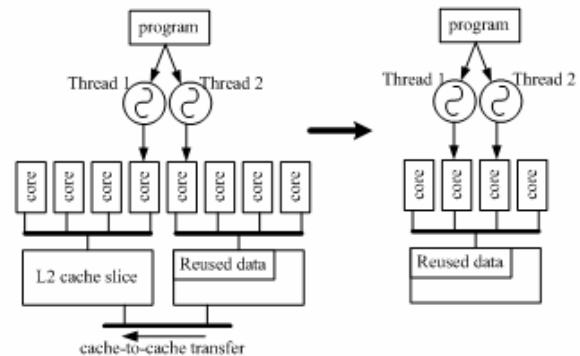 program
Thread 1
Thread 2
core
core
core
core
core
core
core
core
L2 cache slice
Reused data
cache-to-cache transfer
program
Thread 1
Thread 2
core
core
core
core
Reused data